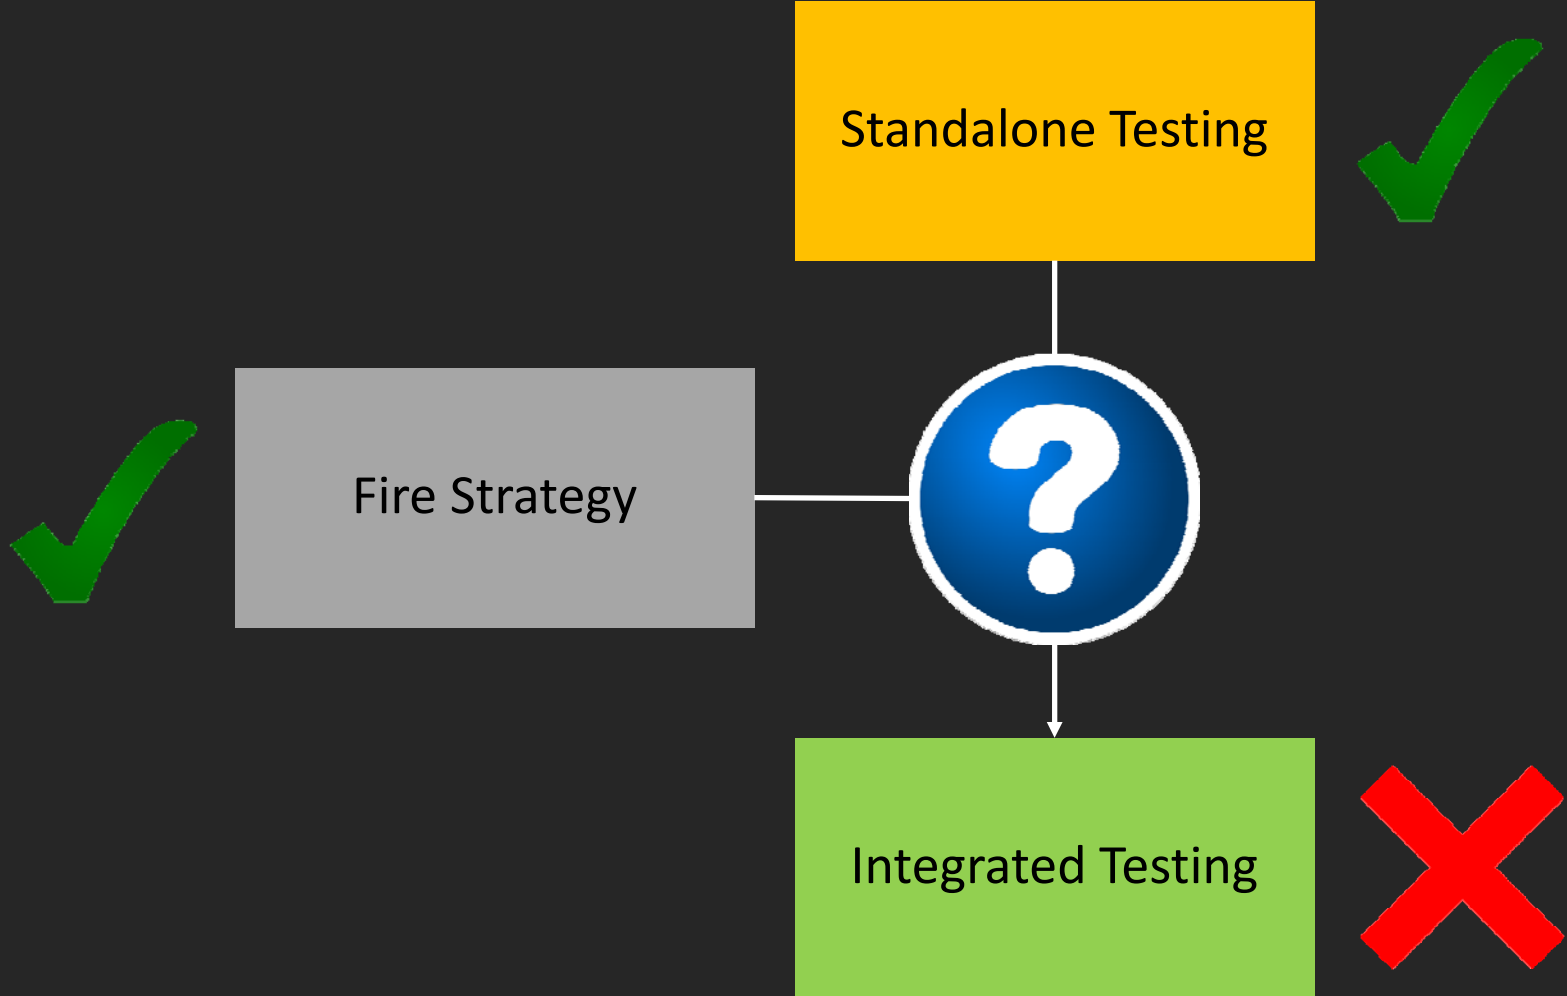 Standalone Testing
Fire Strategy
?
Integrated Testing